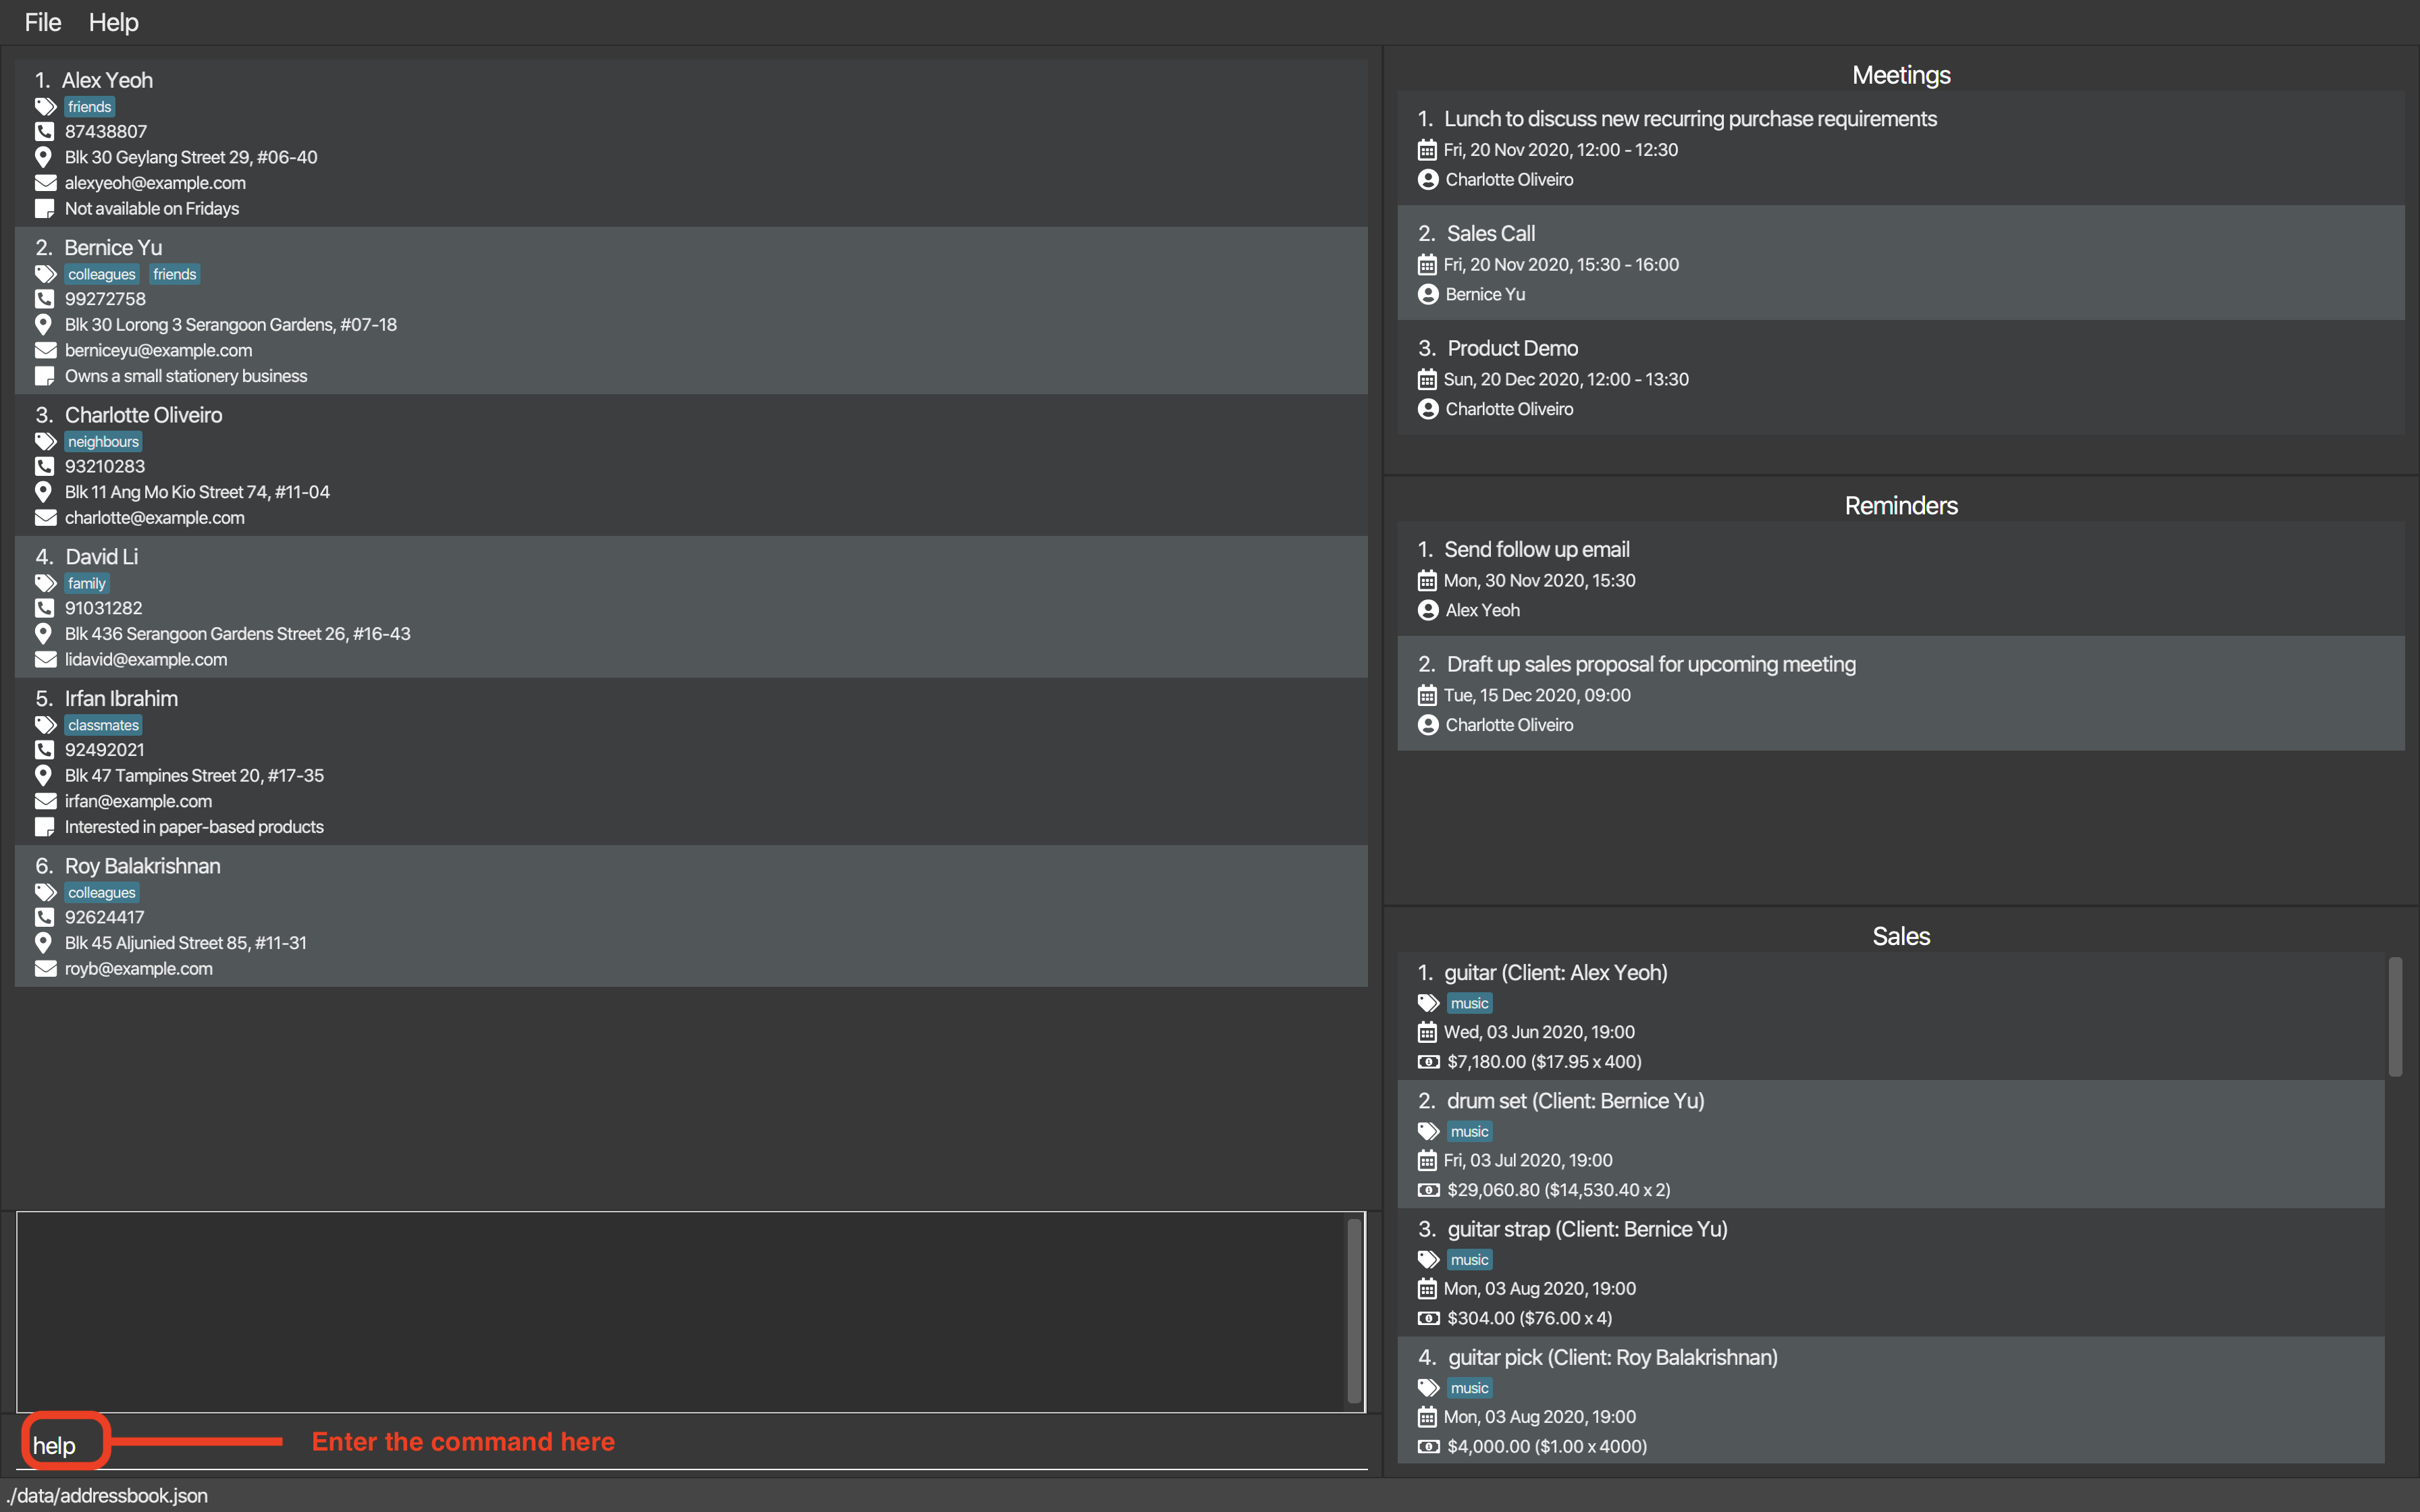 File Help
1. Alex Yeoh
friends
87438807
Blk 30 Geylang Street 29, #06-40
alexyeoh@example.com
Not available on Fridays
2. Bernice Yu
colleagues friends
99272758
Blk 30 Lorong 3 Serangoon Gardens, #07-18
berniceyu@example.com
Owns a small stationery business
3. Charlotte Oliveiro
neighbours
93210283
Blk 11 Ang Mo Kio Street 74, #11-04
charlotte@example.com
4. David Li
family
91031282
Blk 436 Serangoon Gardens Street 26, #16-43
lidavid@example.com
5. Irfan Ibrahim
classmates
92492021
Blk 47 Tampines Street 20, #17-35
irfan@example.com
Interested in paper-based products
6. Roy Balakrishnan
colleagues
92624417
Blk 45 Aljunied Street 85, #11-31
royb@example.com
help
Enter the command here
./data/addressbook.json
Meetings
1. Lunch to discuss new recurring purchase requirements
Fri, 20 Nov 2020, 12:00 - 12:30
Charlotte Oliveiro
2. Sales Call
Fri, 20 Nov 2020, 15:30 - 16:00
Bernice Yu
3. Product Demo
Sun, 20 Dec 2020, 12:00 - 13:30
Charlotte Oliveiro
Reminders
1. Send follow up email
Mon, 30 Nov 2020, 15:30
Alex Yeoh
2. Draft up sales proposal for upcoming meeting
Tue, 15 Dec 2020, 09:00
Charlotte Oliveiro
Sales
1. guitar (Client: Alex Yeoh)
music
Wed, 03 Jun 2020, 19:00
$7,180.00 ($17.95 x 400)
2. drum set (Client: Bernice Yu)
music
Fri, 03 Jul 2020, 19:00
$29,060.80 ($14,530.40 x 2)
3. guitar strap (Client: Bernice Yu)
music
Mon, 03 Aug 2020, 19:00
$304.00 ($76.00 x 4)
4. guitar pick (Client: Roy Balakrishnan)
music
Mon, 03 Aug 2020, 19:00
$4,000.00 ($1.00 x 4000)